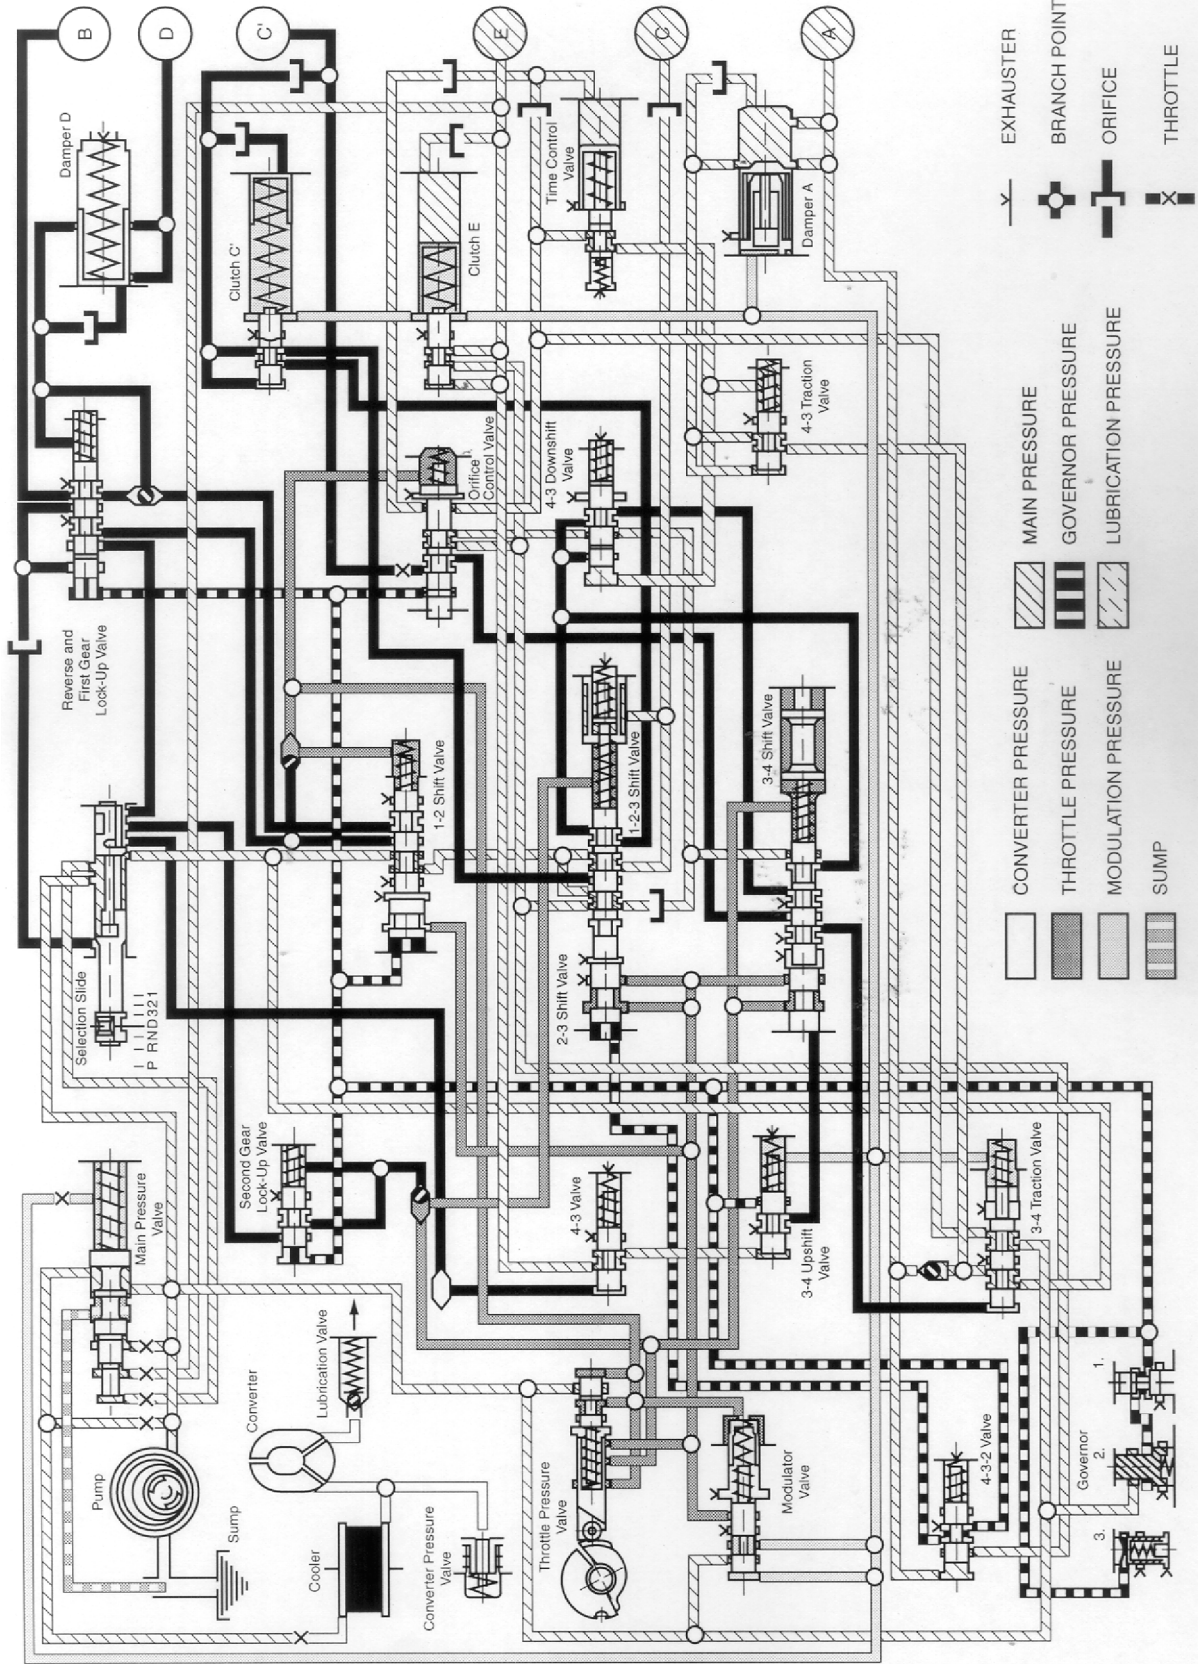 B
D
C'
E
C
A
Damper D
Clutch C'
Clutch E
Time Control
Valve
Damper A
EXHAUSTER
BRANCH POINT
ORIFICE
THROTTLE
Reverse and
First Gear
Lock-Up Valve
Orifice
Control Valve
4-3 Downshift
Valve
4-3 Traction
Valve
MAIN PRESSURE
GOVERNOR PRESSURE
LUBRICATION PRESSURE
Selection Slide
P RND321
1-2 Shift Valve
1-2-3 Shift Valve
2-3 Shift Valve
3-4 Shift Valve
CONVERTER PRESSURE
THROTTLE PRESSURE
MODULATION PRESSURE
SUMP
Main Pressure
Valve
Second Gear
Lock-Up Valve
4-3 Valve
3-4 Upshift
Valve
3-4 Traction Valve
Pump
Sump
Converter
Lubrication Valve
Cooler
Converter Pressure
Valve
Throttle Pressure
Valve
Modulator
Valve
4-3-2 Valve
Governor
1.
2.
3.